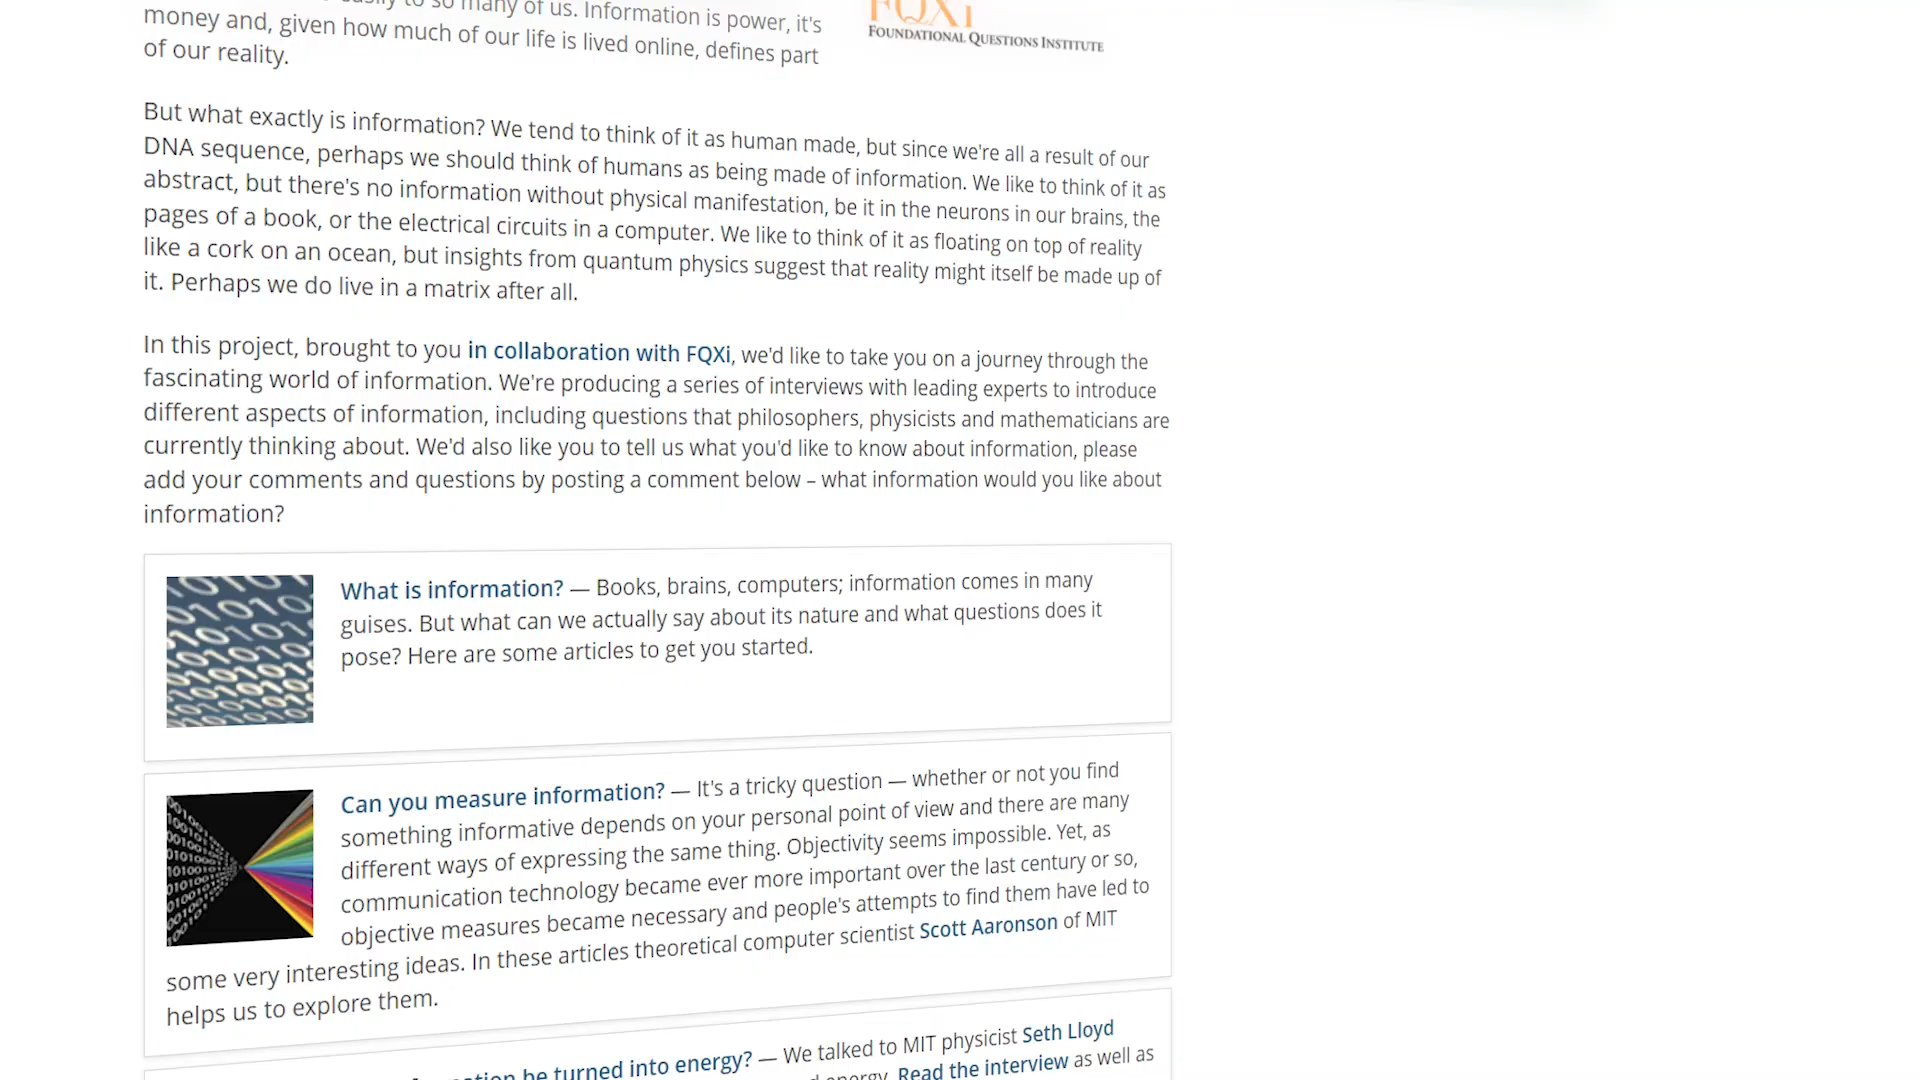 so many of us. Information is power, it's
money and, given how much of our life is lived online, defines part
of our reality.
FQXi
FOUNDATIONAL QUESTIONS INSTITUTE
But what exactly is information? We tend to think of it as human made, but since we're all a result of our
DNA sequence, perhaps we should think of humans as being made of information. We like to think of it as
abstract, but there's no information without physical manifestation, be it in the neurons in our brains, the
pages of a book, or the electrical circuits in a computer. We like to think of it as floating on top of reality
like a cork on an ocean, but insights from quantum physics suggest that reality might itself be made up of
it. Perhaps we do live in a matrix after all.
In this project, brought to you in collaboration with FQXi, we'd like to take you on a journey through the
fascinating world of information. We're producing a series of interviews with leading experts to introduce
different aspects of information, including questions that philosophers, physicists and mathematicians are
currently thinking about. We'd also like you to tell us what you'd like to know about information, please
add your comments and questions by posting a comment below – what information would you like about
information?
What is information? — Books, brains, computers; information comes in many
guises. But what can we actually say about its nature and what questions does it
pose? Here are some articles to get you started.
Can you measure information? — It's a tricky question — whether or not you find
something informative depends on your personal point of view and there are many
different ways of expressing the same thing. Objectivity seems impossible. Yet, as
communication technology became ever more important over the last century or so,
objective measures became necessary and people's attempts to find them have led to
some very interesting ideas. In these articles theoretical computer scientist Scott Aaronson of MIT
helps us to explore them.
be turned into energy? — We talked to MIT physicist Seth Lloyd
energy. Read the interview as well as